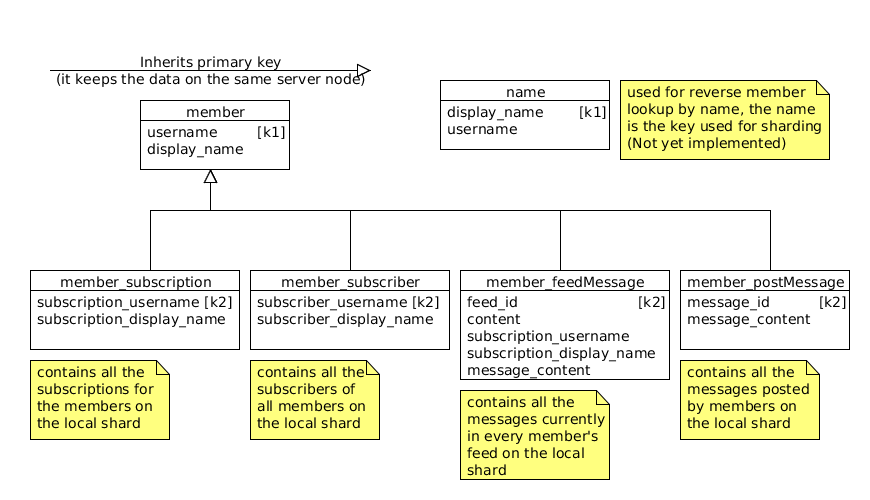 Inherits primary key
(it keeps the data on the same server node)
member
username [k1]
display_name
name
display_name [k1]
username
used for reverse member
lookup by name, the name
is the key used for sharding
(Not yet implemented)
member_subscription
subscription_username [k2]
subscription_display_name
contains all the
subscriptions for
the members on
the local shard
member_subscriber
subscriber_username [k2]
subscriber_display_name
contains all the
subscribers of
all members on
the local shard
member_feedMessage
feed_id [k2]
content
subscription_username
subscription_display_name
message_content
contains all the
messages currently
in every member's
feed on the local
shard
member_postMessage
message_id [k2]
message_content
contains all the
messages posted
by members on
the local shard